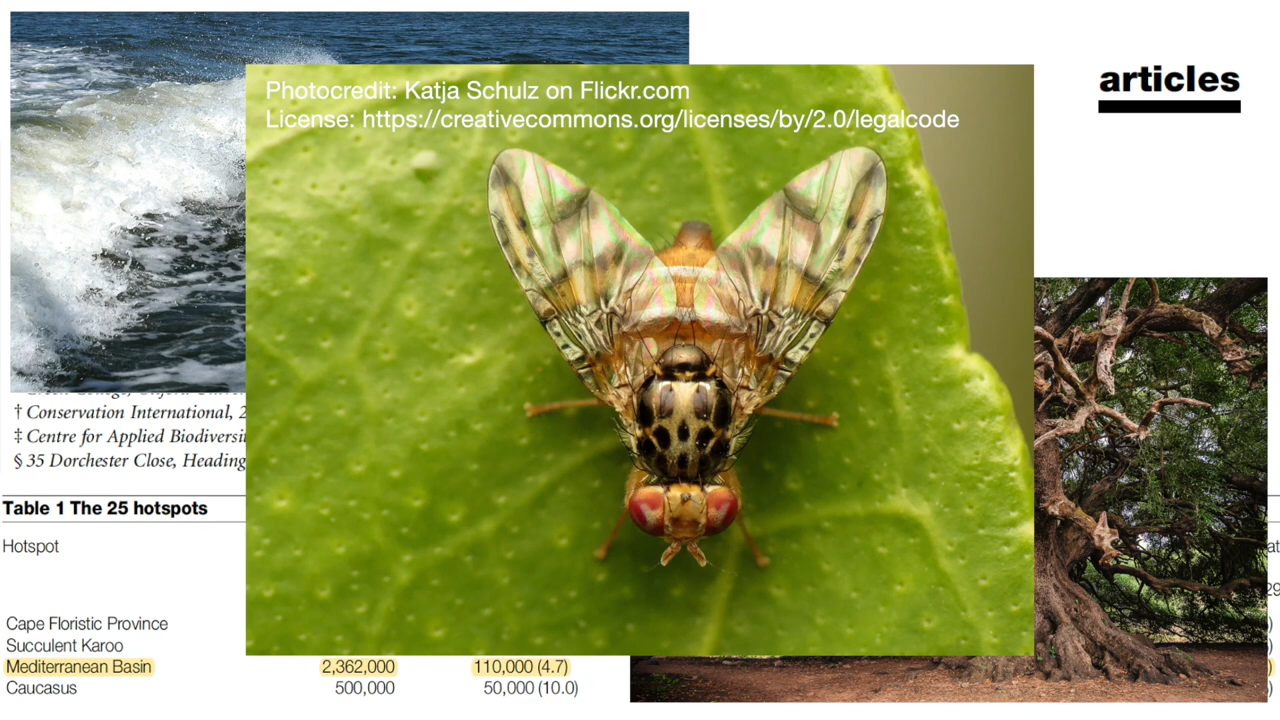 Photocredit: Katja Schulz on Flickr.com
License: https://creativecommons.org/licenses/by/2.0/legalcode
articles
† Conservation International, 2
‡ Centre for Applied
§ 35 Dorchester Close,
Table 1 The 25 hotspots
Hotspot
Cape Floristic Province
Succulent Karoo
Mediterranean Basin 2,362,000 110,000 (4.7)
Caucasus 500,000 50,000 (10.0)